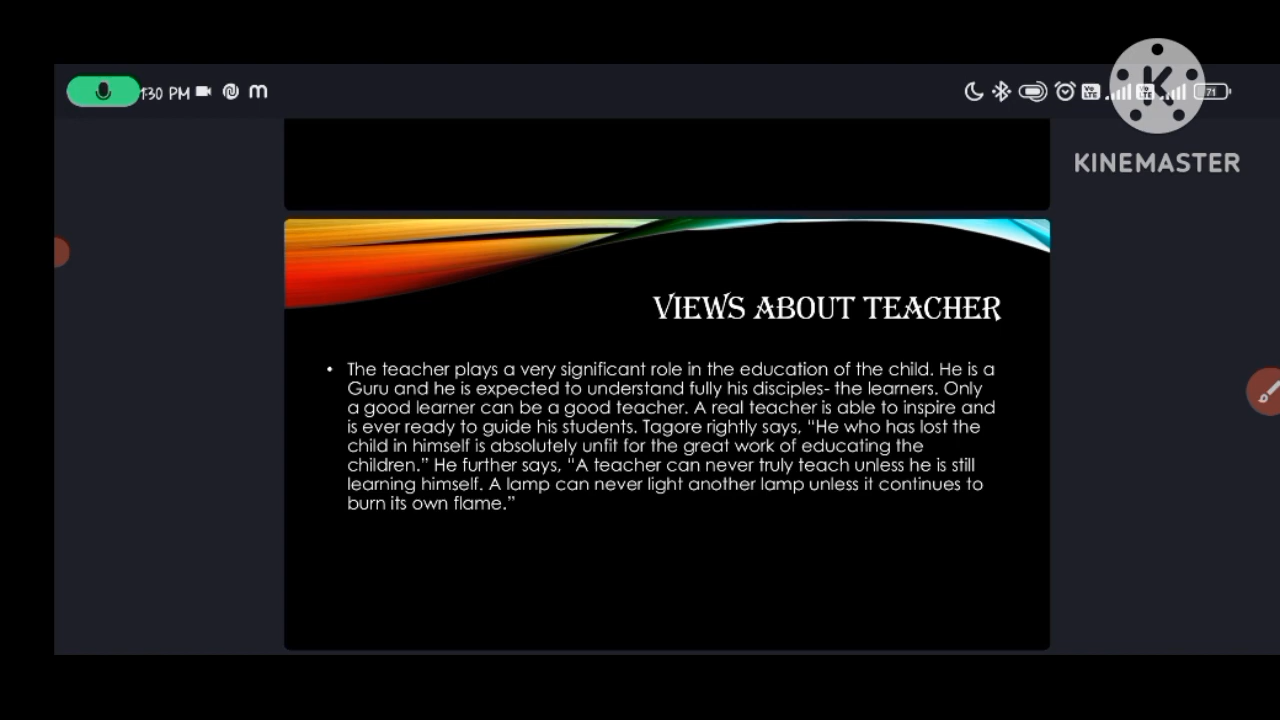 1:30 PM
71
KINEMASTER
VIEWS ABOUT TEACHER
• The teacher plays a very significant role in the education of the child. He is a
Guru and he is expected to understand fully his disciples- the learners. Only
a good learner can be a good teacher. A real teacher is able to inspire and
is ever ready to guide his students. Tagore rightly says, “He who has lost the
child in himself is absolutely unfit for the great work of educating the
children.” He further says, “A teacher can never truly teach unless he is still
learning himself. A lamp can never light another lamp unless it continues to
burn its own flame.”